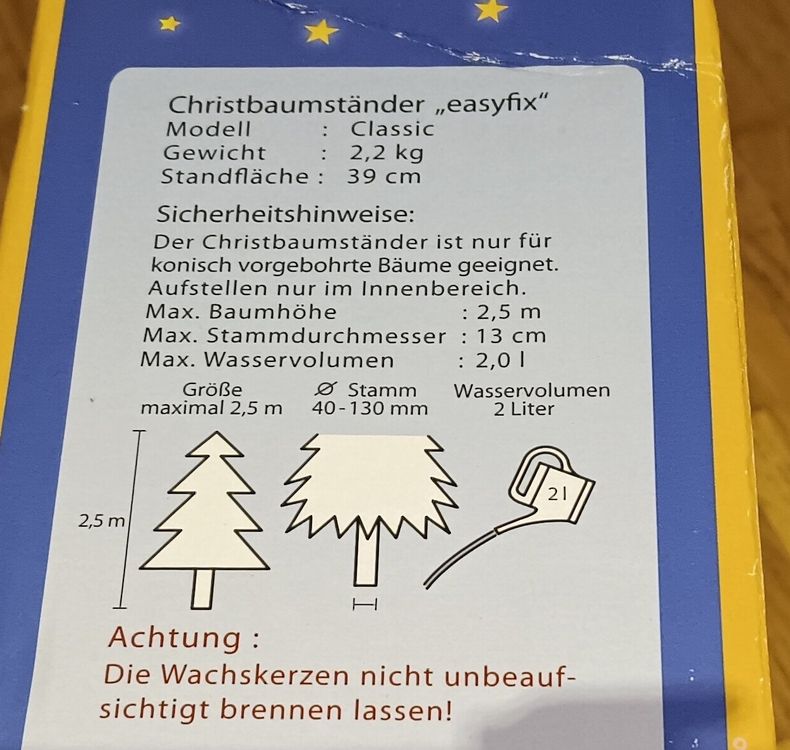 Christbaumständer „easyfix“
Modell : Classic
Gewicht : 2,2 kg
Standfläche : 39 cm
Sicherheitshinweise:
Der Christbaumständer ist nur für
konisch vorgebohrte Bäume geeignet.
Aufstellen nur im Innenbereich.
Max. Baumhöhe : 2,5 m
Max. Stammdurchmesser : 13 cm
Max. Wasservolumen : 2,0 l
Größe Ø Stamm Wasservolumen
maximal 2,5 m 40-130 mm 2 Liter
2 l
2,5 m
Achtung :
Die Wachskerzen nicht unbeauf-
sichtigt brennen lassen!